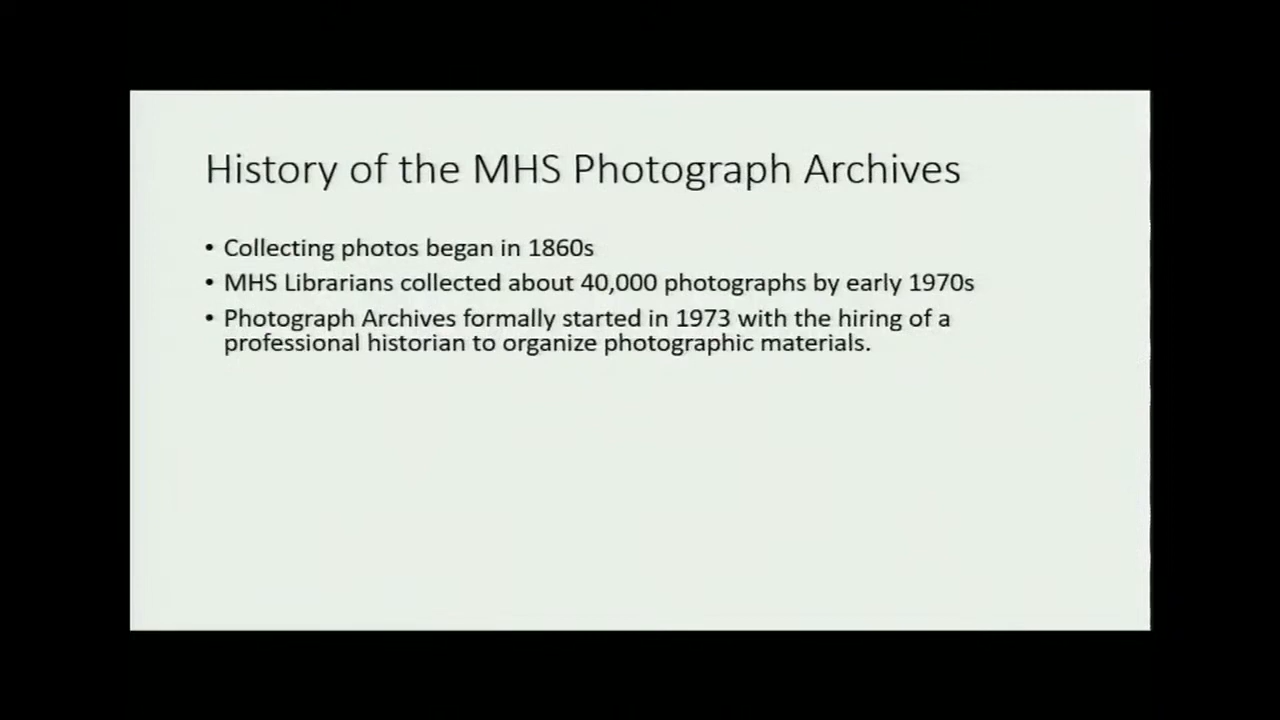 History of the MHS Photograph Archives
• Collecting photos began in 1860s
• MHS Librarians collected about 40,000 photographs by early 1970s
• Photograph Archives formally started in 1973 with the hiring of a
professional historian to organize photographic materials.